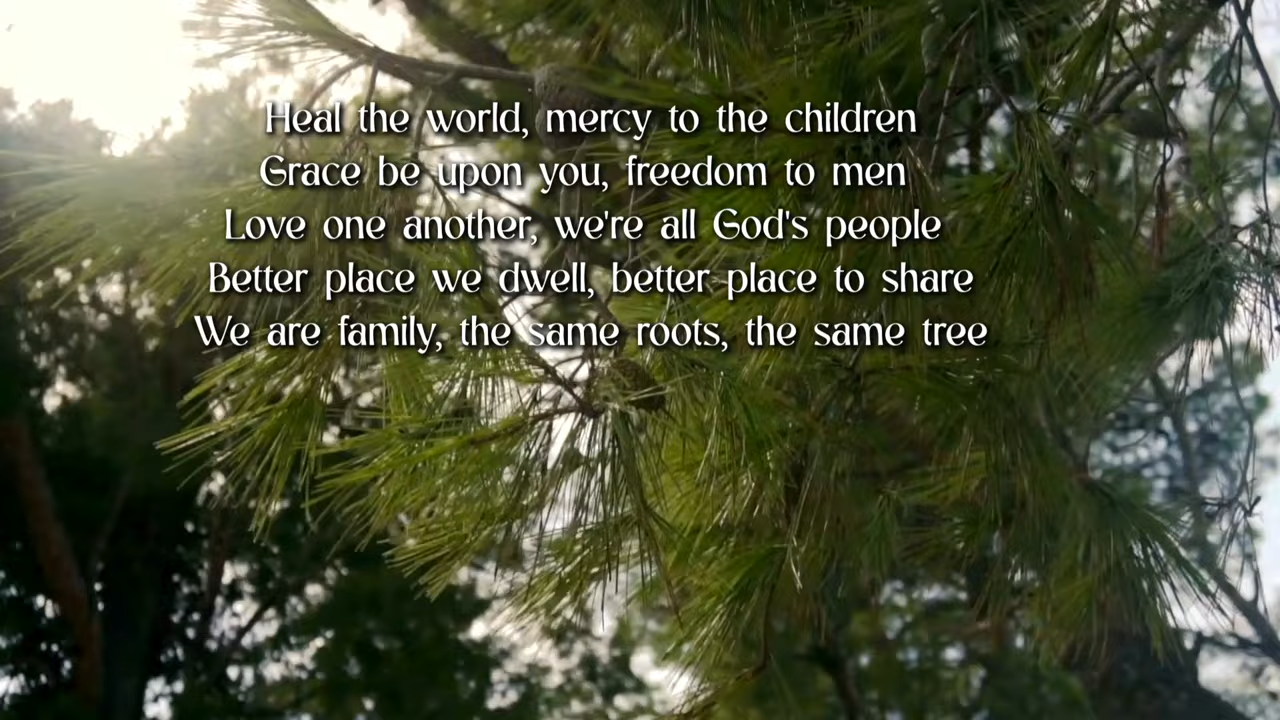 Heal the world, mercy to the children
Grace be upon you, freedom to men
Love one another, we're all God's people
Better place we dwell, better place to share
We are family, the same roots, the same tree